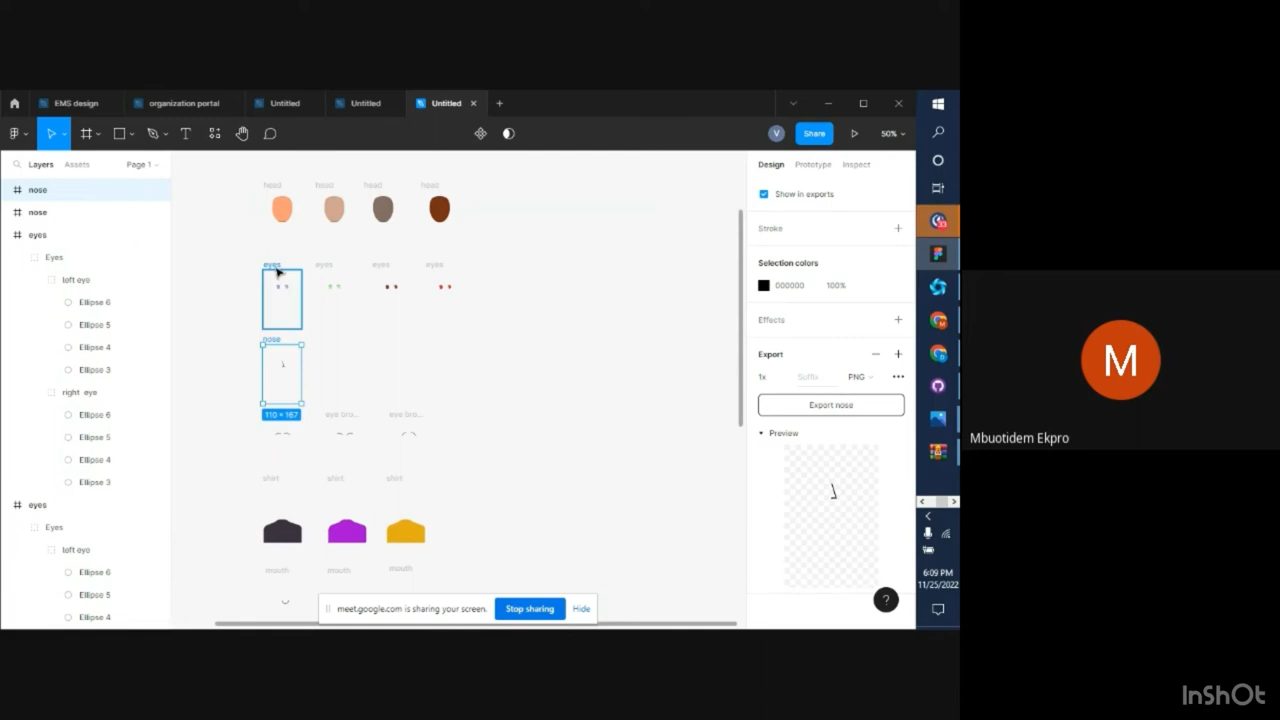 EMS design
organization portal
Untitled
Untitled
Untitled
V
Share
50%
Layers
Assets
Page 1
Design
Prototype
Inspect
nose
nose
eyes
Eyes
left eye
Ellipse 6
Ellipse 5
Ellipse 4
Ellipse 3
right eye
Ellipse 6
Ellipse 5
Ellipse 4
Ellipse 3
eyes
Eyes
left eye
Ellipse 6
Ellipse 5
Ellipse 4
head
head
head
head
eyes
eyes
eyes
eyes
nose
110 × 167
eye bro...
eye bro...
shirt
shirt
shirt
mouth
mouth
mouth
meet.google.com is sharing your screen.
Stop sharing
Hide
Show in exports
Stroke
Selection colors
000000
100%
Effects
Export
1x
Suffix
PNG
Export nose
Preview
?
6:09 PM
11/25/2022
M
Mbuotidem Ekpro
InShOt